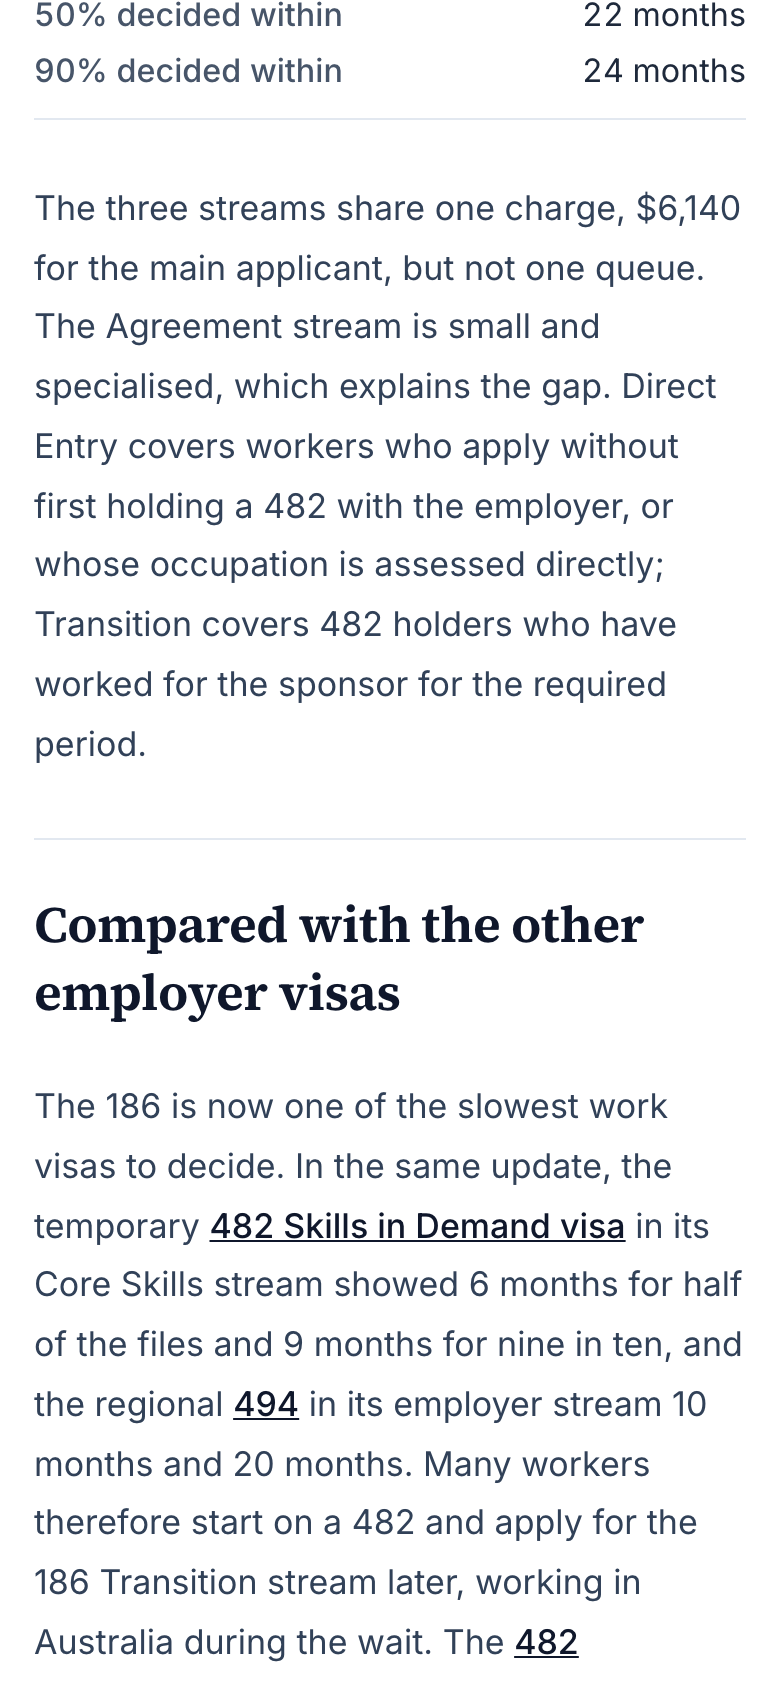 50% decided within 22 months
90% decided within 24 months
The three streams share one charge, $6,140
for the main applicant, but not one queue.
The Agreement stream is small and
specialised, which explains the gap. Direct
Entry covers workers who apply without
first holding a 482 with the employer, or
whose occupation is assessed directly;
Transition covers 482 holders who have
worked for the sponsor for the required
period.
Compared with the other
employer visas
The 186 is now one of the slowest work
visas to decide. In the same update, the
temporary 482 Skills in Demand visa in its
Core Skills stream showed 6 months for half
of the files and 9 months for nine in ten, and
the regional 494 in its employer stream 10
months and 20 months. Many workers
therefore start on a 482 and apply for the
186 Transition stream later, working in
Australia during the wait. The 482